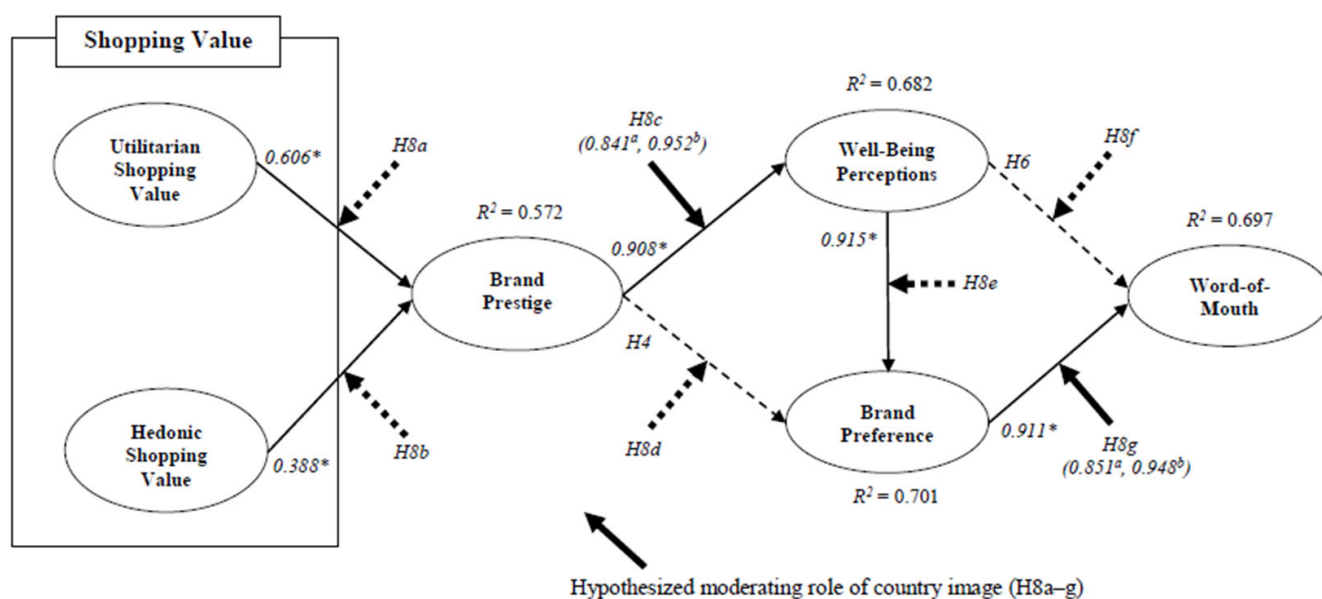 Shopping Value
R² = 0.682
H8c
(0.841ᵃ, 0.952ᵇ)
H8f
Utilitarian
Shopping
Value
0.606*
H8a
Well-Being
Perceptions
H6
R² = 0.572
0.908*
0.915*
R² = 0.697
Brand
Prestige
H8e
Word-of-
Mouth
H4
Hedonic
Shopping
Value
0.388*
H8b
H8d
Brand
Preference
0.911*
H8g
(0.851ᵃ, 0.948ᵇ)
R² = 0.701
Hypothesized moderating role of country image (H8a–g)